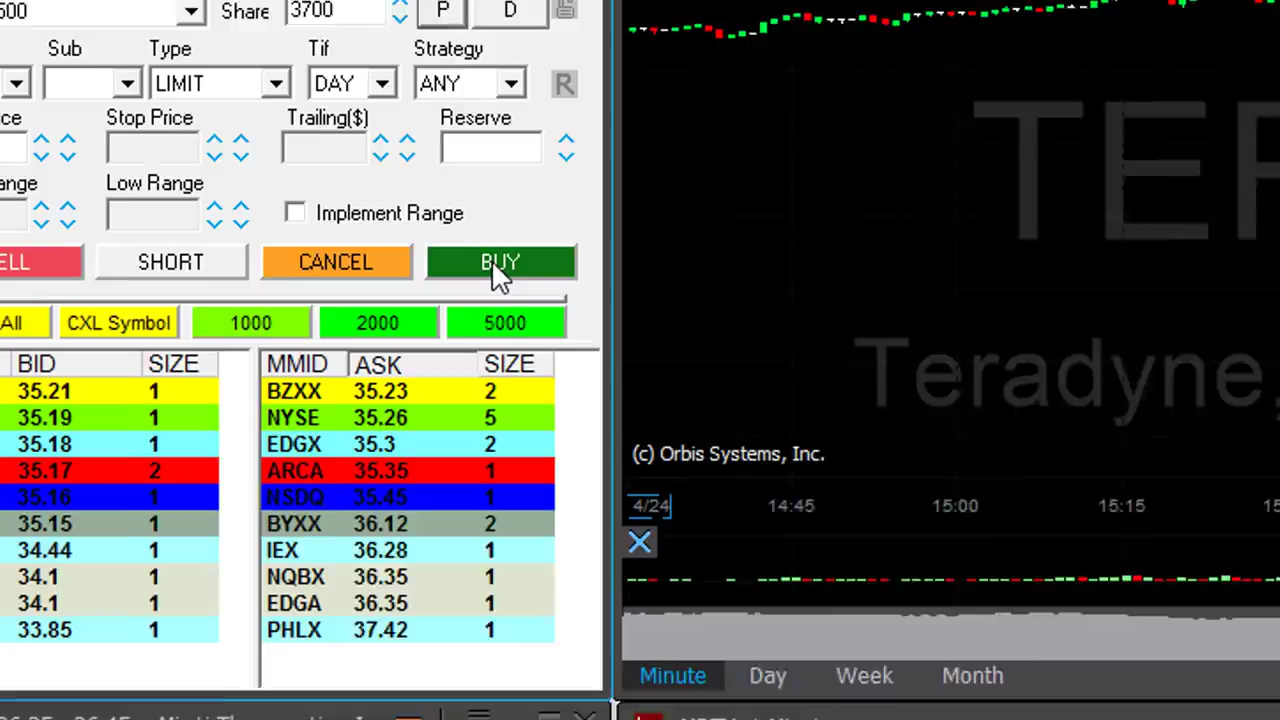 500 Share 3700 P D
Sub Type Tif Strategy
LIMIT DAY ANY R
Stop Price Trailing($) Reserve
Low Range
Implement Range
SHORT CANCEL BUY
All CXL Symbol 1000 2000 5000
BID SIZE MMID ASK SIZE
35.21 1 BZXX 35.23 2
35.19 1 NYSE 35.26 5
35.18 1 EDGX 35.3 2
35.17 2 ARCA 35.35 1
35.16 1 NSDQ 35.45 1
35.15 1 BYXX 36.12 2
34.44 1 IEX 36.28 1
34.1 1 NQBX 36.35 1
34.1 1 EDGA 36.35 1
33.85 1 PHLX 37.42 1
TER
Teradyne,
(c) Orbis Systems, Inc.
4/24 14:45 15:00 15:15
Minute Day Week Month